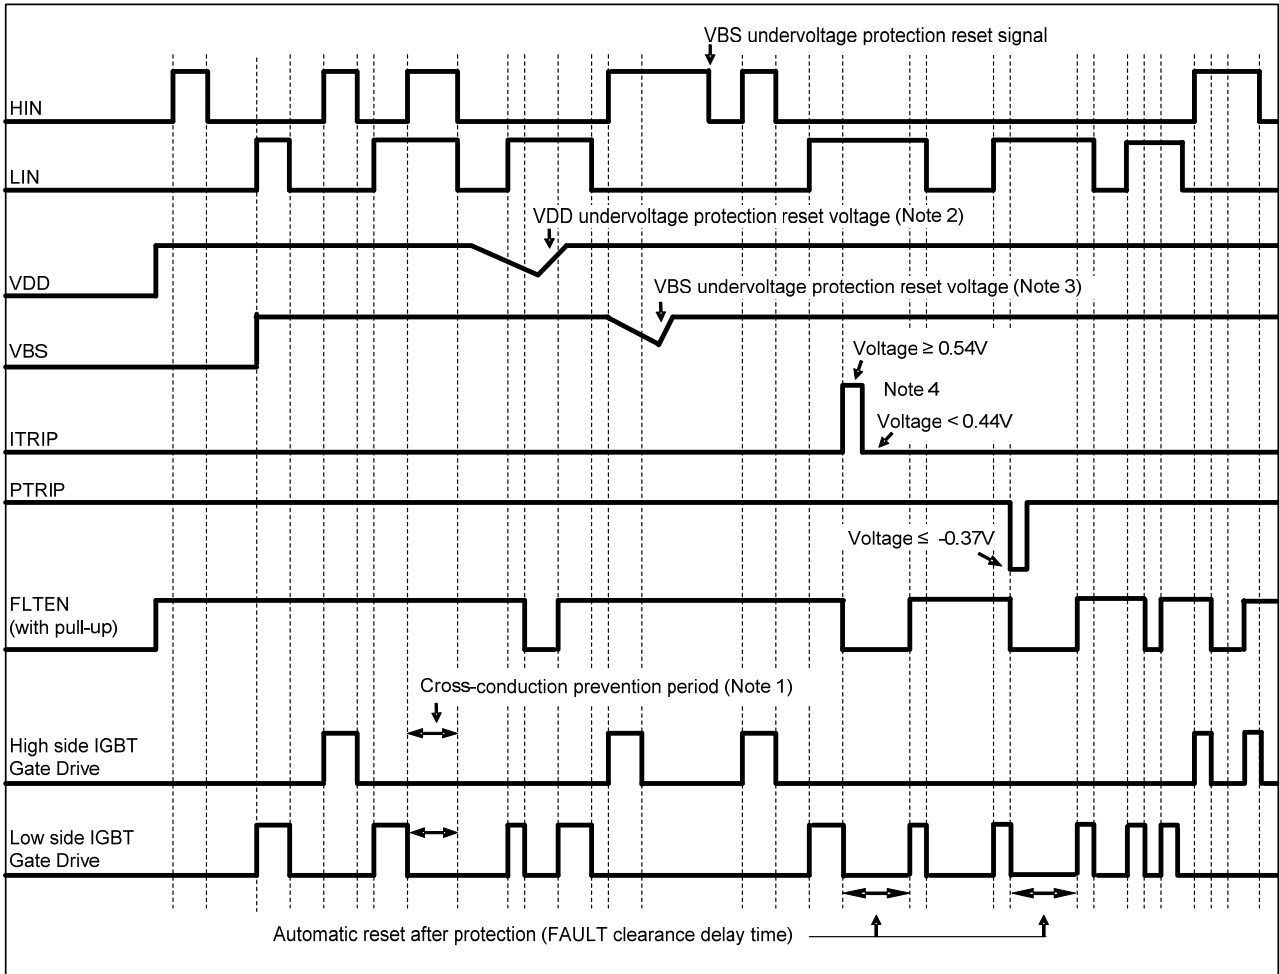 VBS undervoltage protection reset signal
HIN
LIN
VDD undervoltage protection reset voltage (Note 2)
VDD
VBS undervoltage protection reset voltage (Note 3)
VBS
Voltage ≥ 0.54V
Note 4
Voltage < 0.44V
ITRIP
PTRIP
Voltage ≤ -0.37V
FLTEN
(with pull-up)
Cross-conduction prevention period (Note 1)
High side IGBT
Gate Drive
Low side IGBT
Gate Drive
Automatic reset after protection (FAULT clearance delay time)